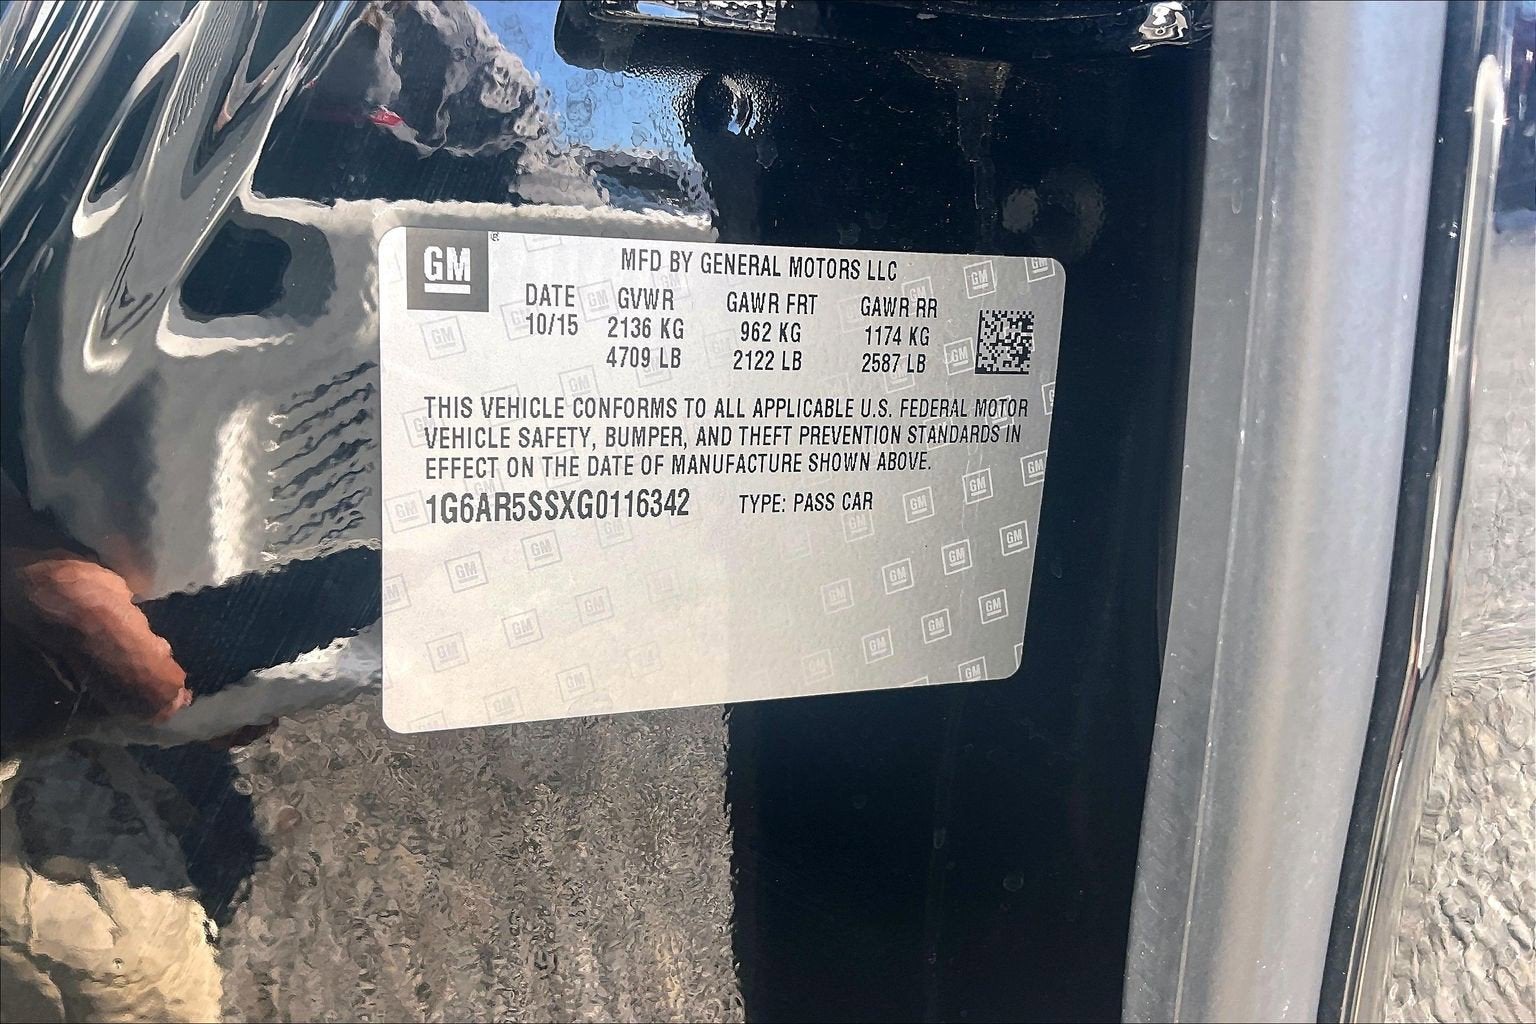 GM
MFD BY GENERAL MOTORS LLC
DATE GVWR GAWR FRT GAWR RR
10/15 2136 KG 962 KG 1174 KG
4709 LB 2122 LB 2587 LB
THIS VEHICLE CONFORMS TO ALL APPLICABLE U.S. FEDERAL MOTOR
VEHICLE SAFETY, BUMPER, AND THEFT PREVENTION STANDARDS IN
EFFECT ON THE DATE OF MANUFACTURE SHOWN ABOVE.
1G6AR5SSXG0116342 TYPE: PASS CAR